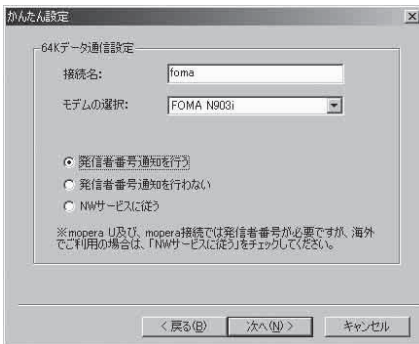 かんたん設定
64Kデータ通信設定
接続名:
foma
モデムの選択:
FOMA N903i
発信者番号通知を行う
発信者番号通知を行わない
NWサービスに従う
※mopera U及び、mopera接続では発信者番号が必要ですが、海外
でご利用の場合は、「NWサービスに従う」をチェックしてください。
< 戻る(B)
次へ(N) >
キャンセル